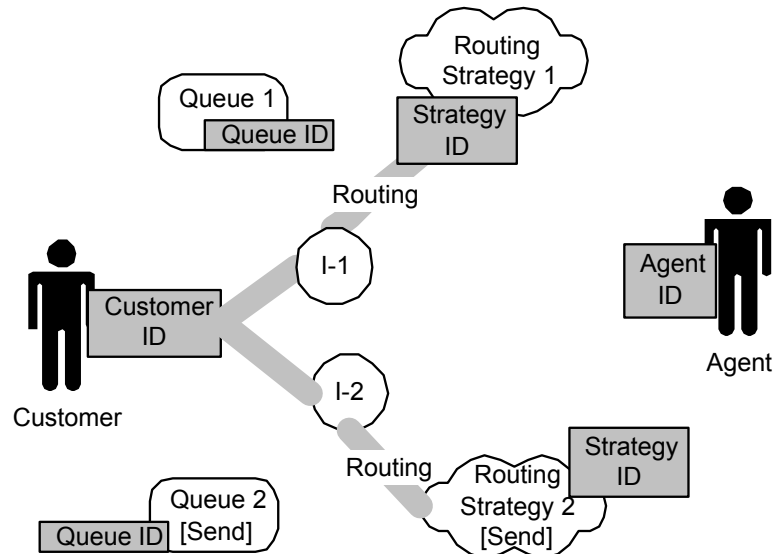 Routing
Strategy 1
Queue 1
Queue ID
Strategy
ID
Routing
I-1
Agent
ID
Customer
ID
Agent
I-2
Customer
Strategy
ID
Routing
Routing
Strategy 2
[Send]
Queue 2
[Send]
Queue ID